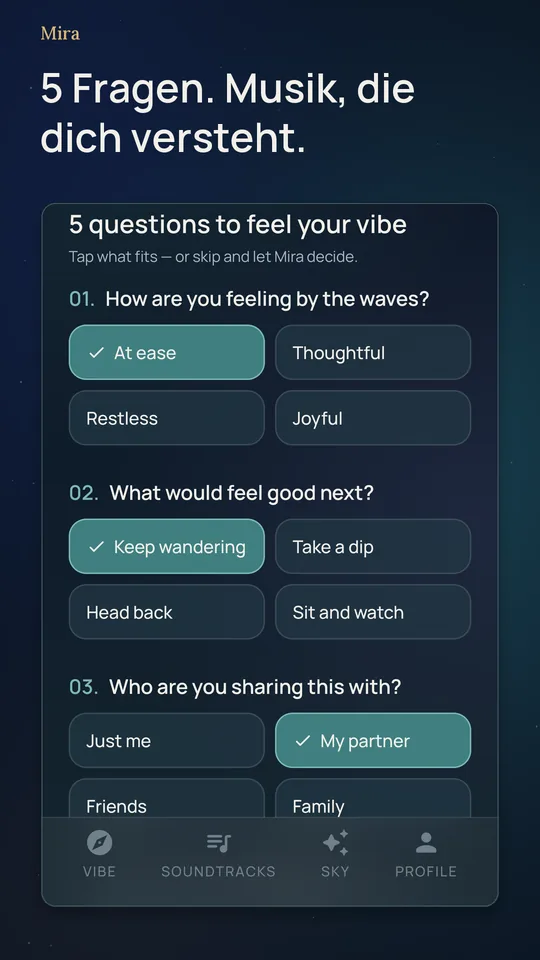 Mira
5 Fragen. Musik, die
dich versteht.
5 questions to feel your vibe
Tap what fits — or skip and let Mira decide.
01. How are you feeling by the waves?
At ease
Thoughtful
Restless
Joyful
02. What would feel good next?
Keep wandering
Take a dip
Head back
Sit and watch
03. Who are you sharing this with?
Just me
My partner
Friends
Family
VIBE
SOUNDTRACKS
SKY
PROFILE